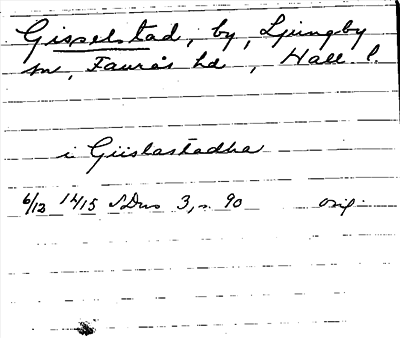 Gisselstad, by, Ljungby
sn, Faurås hd, Hall. l.
i Giislastadha
6/12 1415 SDns 3, s. 90 orig.